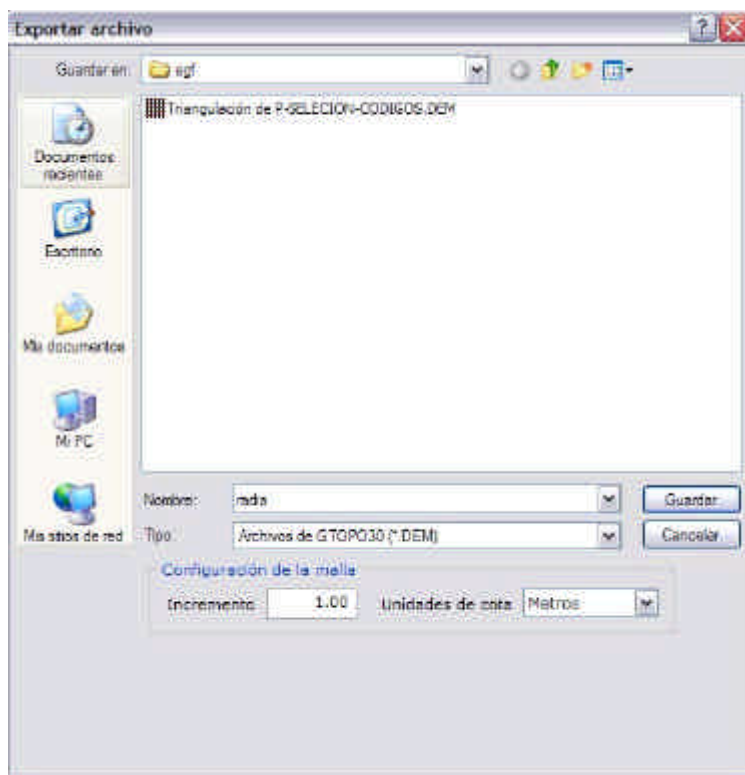 Exportar archivo
Guardar en:
egf
Triangulación de P-SELECION-CODIGOS.DEM
Documentos recientes
Escritorio
Mis documentos
Mi PC
Mis sitios de red
Nombre:
radia
Guardar
Tipo:
Archivos de GTOPO30 (*.DEM)
Cancelar
Configuración de la malla
Incremento 1.00 Unidades de cota Metros